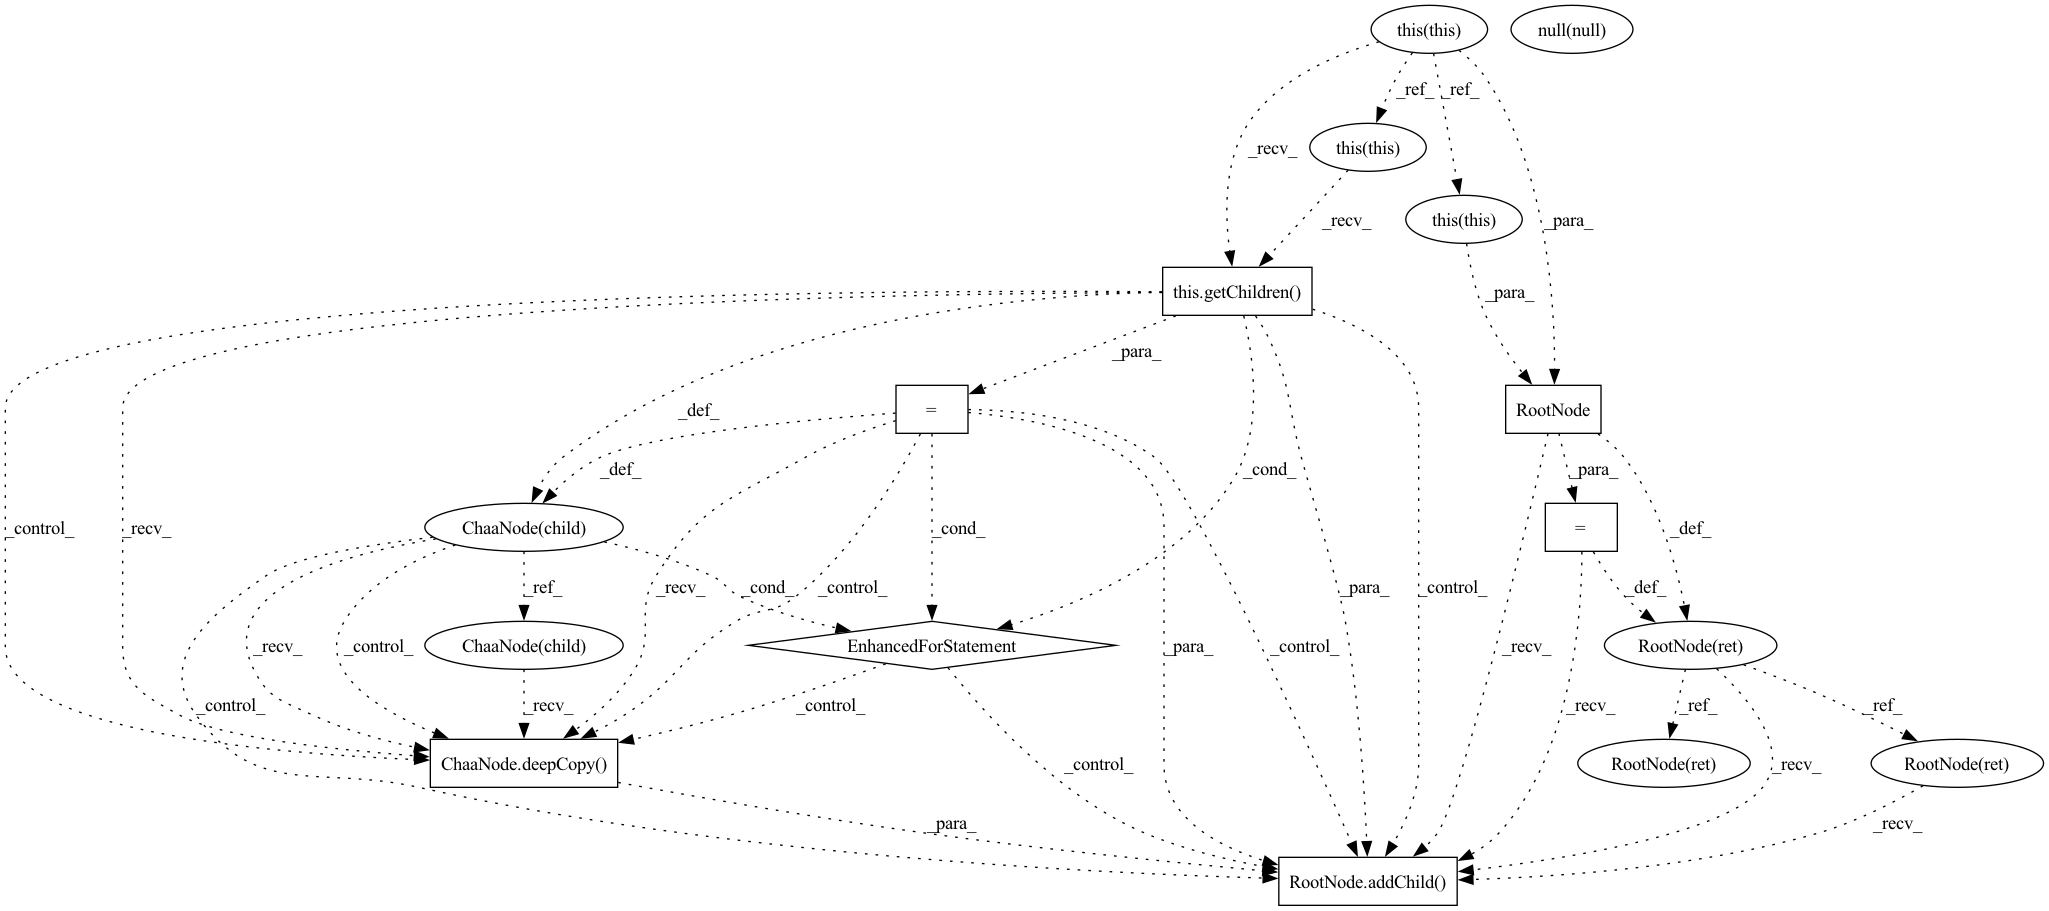 this(this)
null(null)
_ref_
_ref_
this(this)
_recv_
this(this)
_recv_
_para_
this.getChildren()
_para_
_para_
=
RootNode
_def_
_def_
_cond_
_para_
ChaaNode(child)
_control_
_recv_
_cond_
=
_def_
_ref_
_recv_
_cond_
_control_
_para_
_control_
_def_
_recv_
_control_
ChaaNode(child)
EnhancedForStatement
_para_
_control_
_recv_
RootNode(ret)
_control_
_recv_
_control_
_recv_
_ref_
_ref_
ChaaNode.deepCopy()
_control_
RootNode(ret)
_recv_
RootNode(ret)
_para_
_recv_
RootNode.addChild()